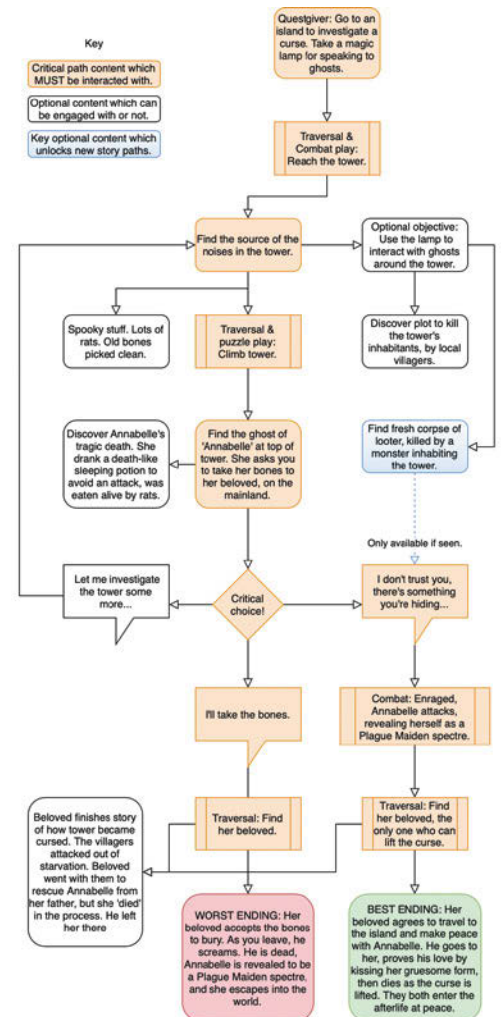 Questgiver: Go to an
island to investigate a
curse. Take a magic
lamp for speaking to
ghosts.
Key
Critical path content which
MUST be interacted with.
Optional content which can
be engaged with or not.
Key optional content which
unlocks new story paths.
Traversal &
Combat play:
Reach the tower.
Find the source of the
noises in the tower.
Optional objective:
Use the lamp to
interact with ghosts
around the tower.
Spooky stuff. Lots of
rats. Old bones
picked clean.
Traversal &
puzzle play:
Climb tower.
Discover plot to kill
the tower's
inhabitants, by local
villagers.
Discover Annabelle's
tragic death. She
drank a death-like
sleeping potion to
avoid an attack, was
eaten alive by rats.
Find the ghost of
'Annabelle' at top of
tower. She asks you
to take her bones to
her beloved, on the
mainland.
Find fresh corpse of
looter, killed by a
monster inhabiting
the tower.
Only available if seen.
Let me investigate
the tower some
more...
Critical
choice!
I don't trust you,
there's something
you're hiding...
I'll take the bones.
Combat: Enraged,
Annabelle attacks,
revealing herself as a
Plague Maiden spectre.
Beloved finishes story
of how tower became
cursed. The villagers
attacked out of
starvation. Beloved
went with them to
rescue Annabelle from
her father, but she 'died'
in the process. He left
her there
Traversal: Find
her beloved.
Traversal: Find
her beloved, the
only one who can
lift the curse.
WORST ENDING: Her
beloved accepts the bones
to bury. As you leave, he
screams. He is dead,
Annabelle is revealed to be
a Plague Maiden spectre.
and she escapes into the
world.
BEST ENDING: Her
beloved agrees to travel to
the island and make peace
with Annabelle. He goes to
her, proves his love by
kissing her gruesome form,
then dies as the curse is
lifted. They both enter the
afterlife at peace.